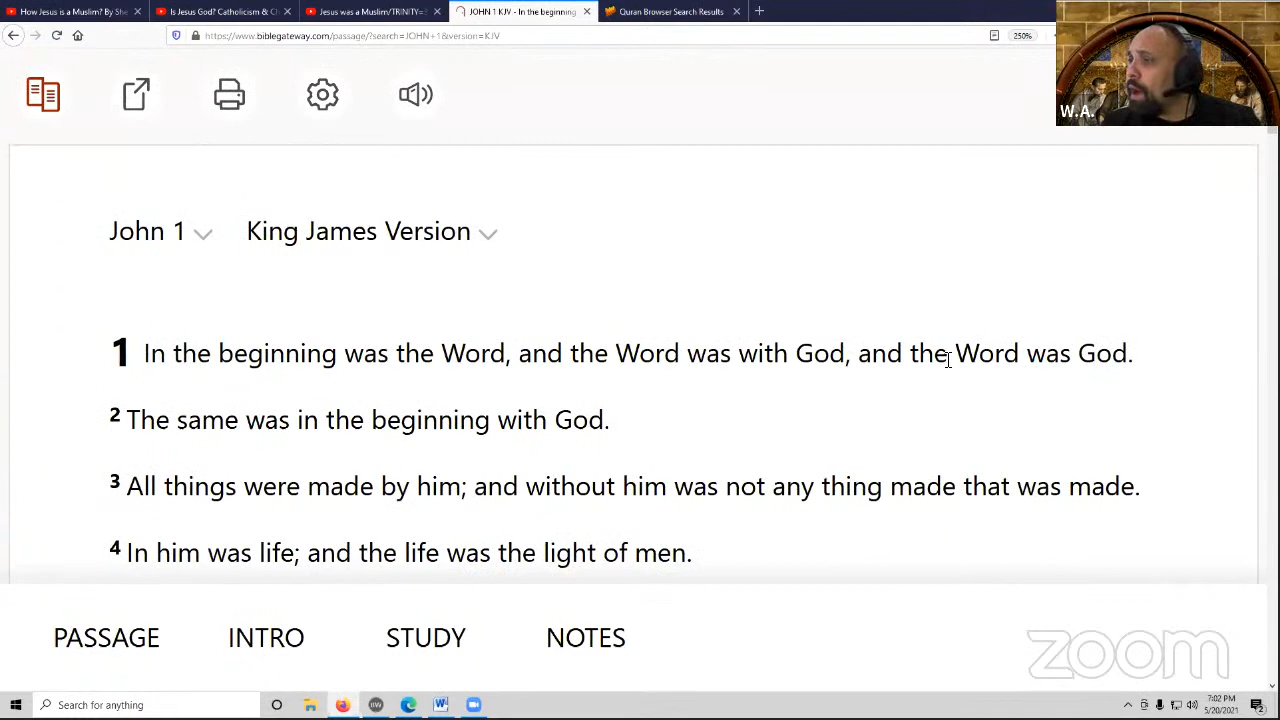 How Jesus is a Muslim? By She
Is Jesus God? Catholicism & Ch
Jesus was a Muslim/TRINITY=3
JOHN 1 KJV - In the beginning
Quran Browser Search Results
https://www.biblegateway.com/passage/?search=JOHN+1&version=KJV
250%
W.A.
John 1
King James Version
1 In the beginning was the Word, and the Word was with God, and the Word was God.
2 The same was in the beginning with God.
3 All things were made by him; and without him was not any thing made that was made.
4 In him was life; and the life was the light of men.
PASSAGE INTRO STUDY NOTES
zoom
Search for anything
7:02 PM
5/20/2021